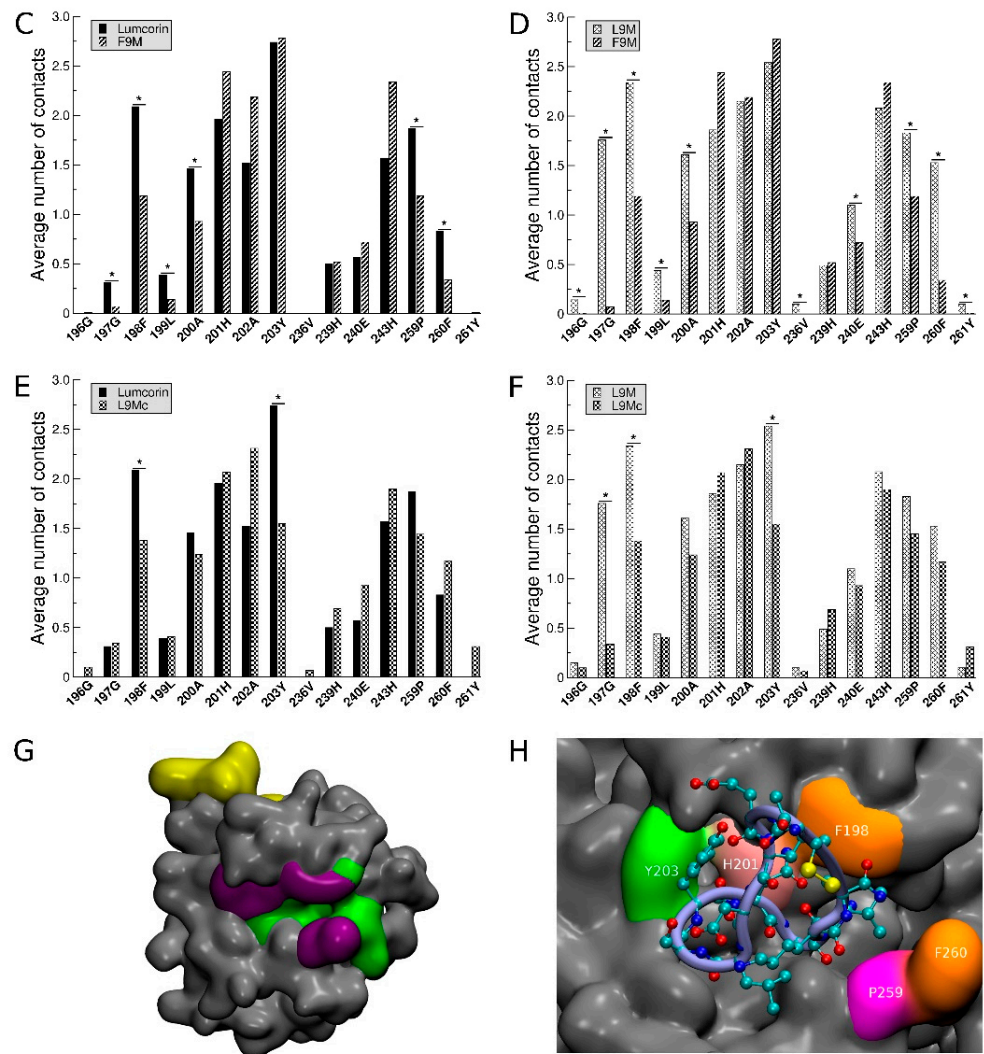 C
Average number of contacts
3.0
2.5
2.0
1.5
1.0
0.5
0
Lumcorin
F9M
* * * * * *
196G 197G 198F 199L 200A 201H 202A 203Y 236V 239H 240E 243H 259P 260F 261Y
D
Average number of contacts
3.0
2.5
2.0
1.5
1.0
0.5
0
L9M
F9M
* * * * * * * * * *
196G 197G 198F 199L 200A 201H 202A 203Y 236V 239H 240E 243H 259P 260F 261Y
E
Average number of contacts
3.0
2.5
2.0
1.5
1.0
0.5
0
Lumcorin
L9Mc
* *
196G 197G 198F 199L 200A 201H 202A 203Y 236V 239H 240E 243H 259P 260F 261Y
F
Average number of contacts
3.0
2.5
2.0
1.5
1.0
0.5
0
L9M
L9Mc
* * *
196G 197G 198F 199L 200A 201H 202A 203Y 236V 239H 240E 243H 259P 260F 261Y
G
H
Y203
H201
F198
F260
P259